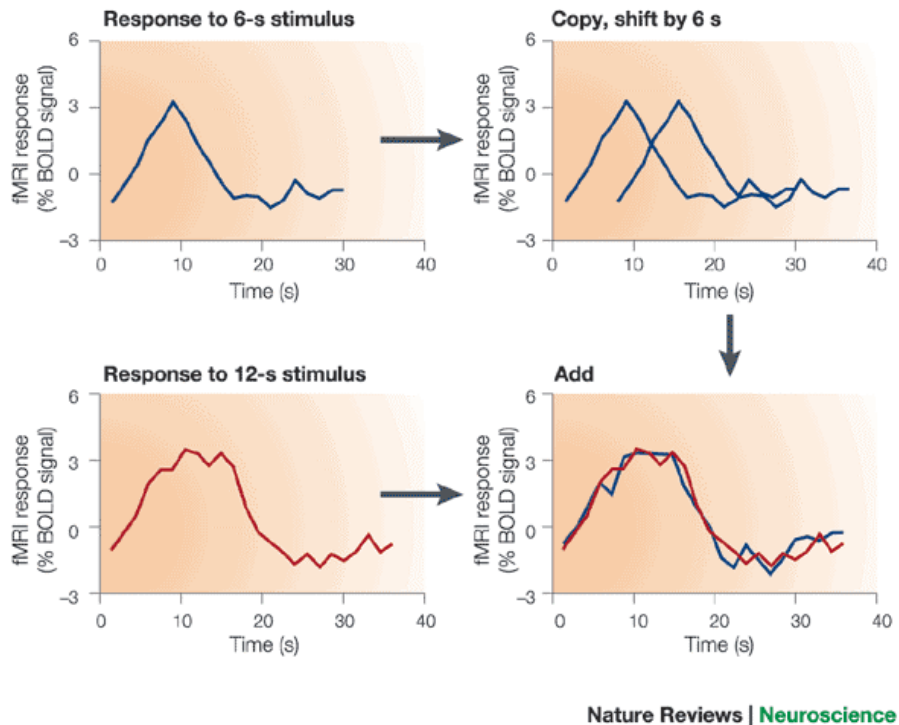 Response to 6-s stimulus
6
3
0
–3
fMRI response
(% BOLD signal)
0 10 20 30 40
Time (s)
Copy, shift by 6 s
6
3
0
–3
fMRI response
(% BOLD signal)
0 10 20 30 40
Time (s)
Response to 12-s stimulus
6
3
0
–3
fMRI response
(% BOLD signal)
0 10 20 30 40
Time (s)
Add
6
3
0
–3
fMRI response
(% BOLD signal)
0 10 20 30 40
Time (s)
Nature Reviews | Neuroscience